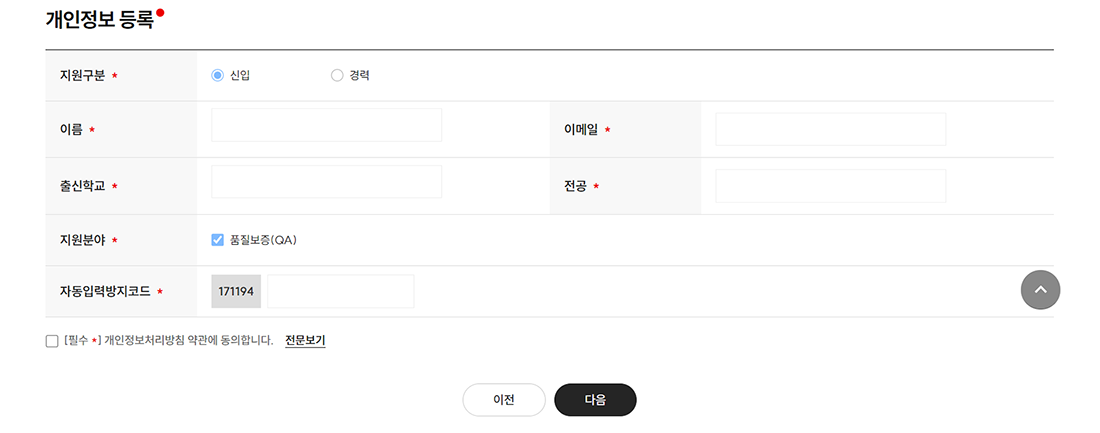 개인정보 등록
지원구분 * 신입 경력
이름 * 이메일 *
출신학교 * 전공 *
지원분야 * 품질보증(QA)
자동입력방지코드 * 171194
[필수 *] 개인정보처리방침 약관에 동의합니다. 전문보기
이전 다음